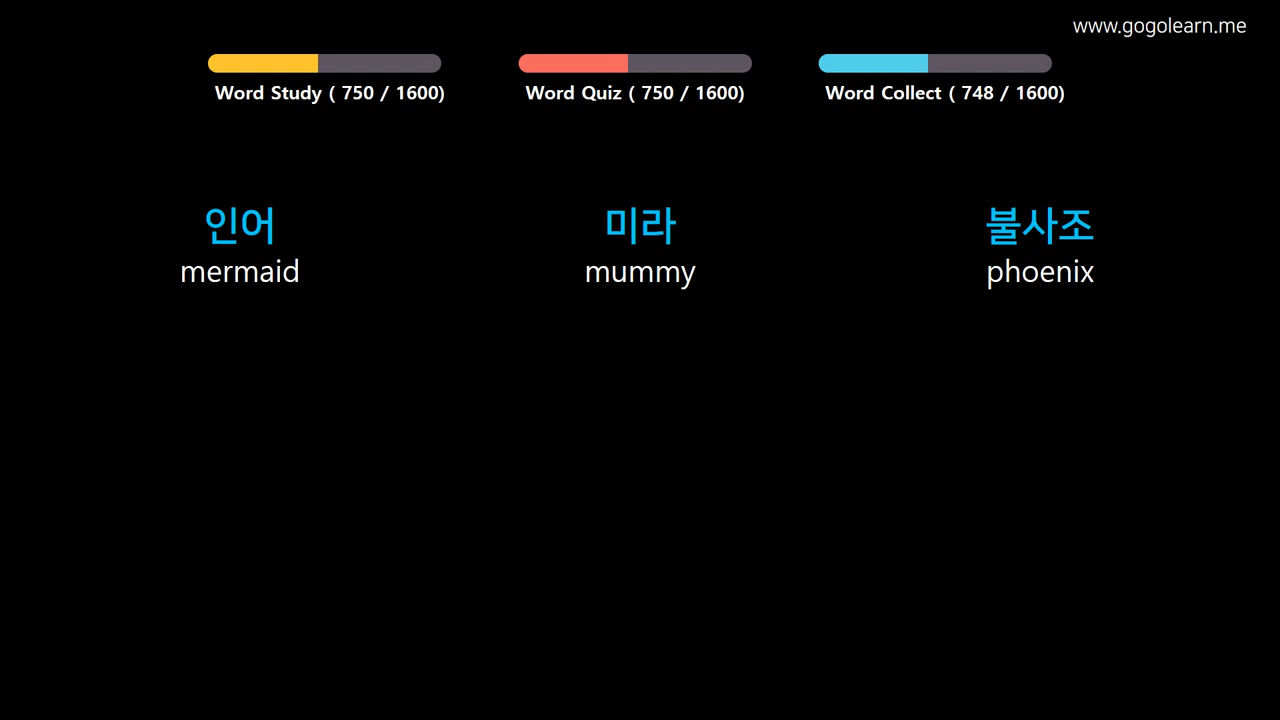 www.gogolearn.me
Word Study ( 750 / 1600)
Word Quiz ( 750 / 1600)
Word Collect ( 748 / 1600)
인어
mermaid
미라
mummy
불사조
phoenix